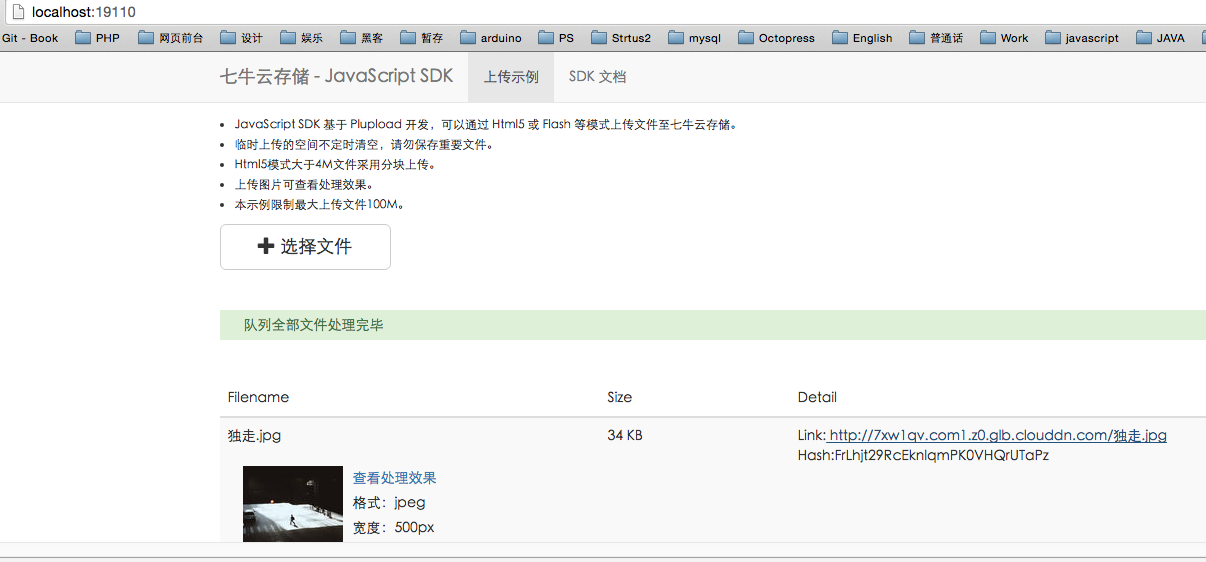 localhost:19110
Git - Book PHP 网页前台 设计 娱乐 黑客 暂存 arduino PS Strtus2 mysql Octopress English 普通话 Work javascript JAVA
七牛云存储 - JavaScript SDK 上传示例 SDK 文档
JavaScript SDK 基于 Plupload 开发，可以通过 Html5 或 Flash 等模式上传文件至七牛云存储。
临时上传的空间不定时清空，请勿保存重要文件。
Html5模式大于4M文件采用分块上传。
上传图片可查看处理效果。
本示例限制最大上传文件100M。
选择文件
队列全部文件处理完毕
Filename Size Detail
独走.jpg 34 KB Link: http://7xw1qv.com1.z0.glb.clouddn.com/独走.jpg
Hash:FrLhjt29RcEknIqmPK0VHQrUTaPz
查看处理效果
格式：jpeg
宽度：500px